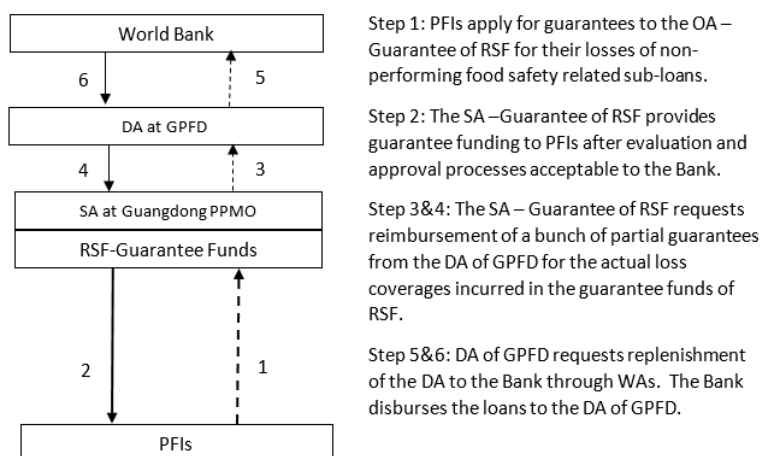 World Bank
6
5
DA at GPFD
4
3
SA at Guangdong PPMO
RSF-Guarantee Funds
2
1
PFIs
Step 1: PFIs apply for guarantees to the OA –
Guarantee of RSF for their losses of non-
performing food safety related sub-loans.
Step 2: The SA –Guarantee of RSF provides
guarantee funding to PFIs after evaluation and
approval processes acceptable to the Bank.
Step 3&4: The SA – Guarantee of RSF requests
reimbursement of a bunch of partial guarantees
from the DA of GPFD for the actual loss
coverages incurred in the guarantee funds of
RSF.
Step 5&6: DA of GPFD requests replenishment
of the DA to the Bank through WAs.  The Bank
disburses the loans to the DA of GPFD.